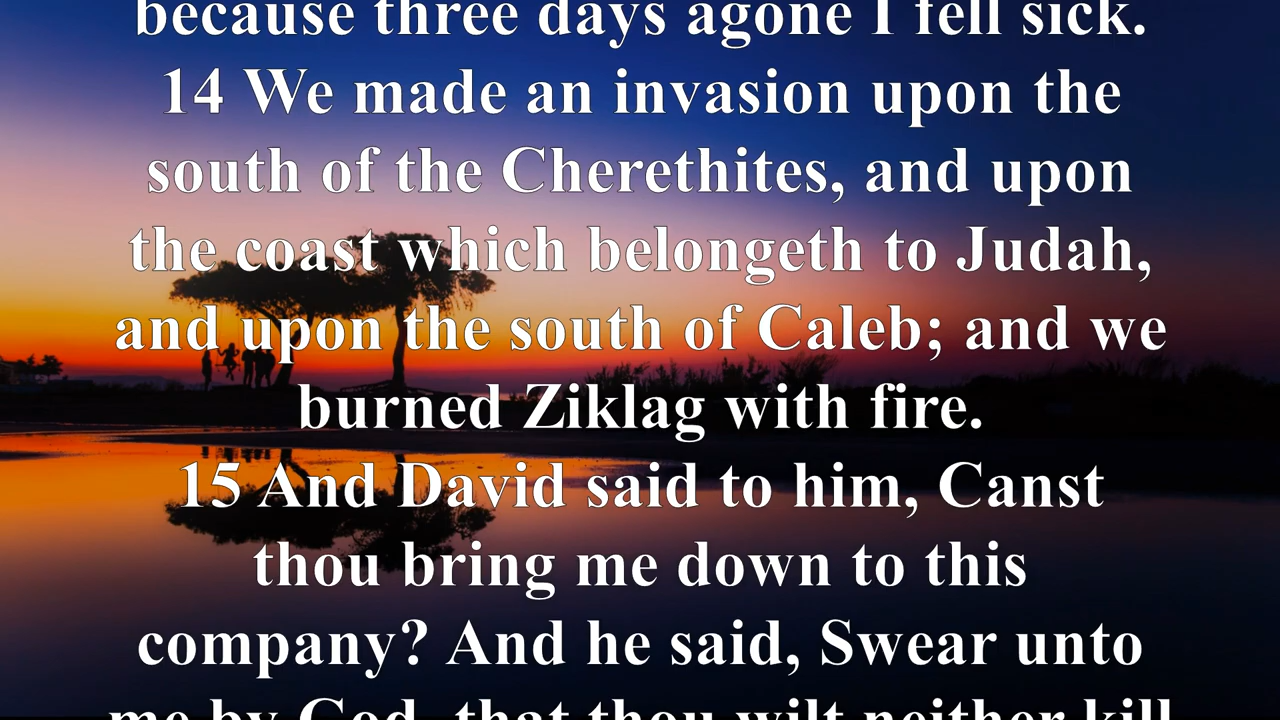 because three days agone I fell sick.
14 We made an invasion upon the
south of the Cherethites, and upon
the coast which belongeth to Judah,
and upon the south of Caleb; and we
burned Ziklag with fire.
15 And David said to him, Canst
thou bring me down to this
company? And he said, Swear unto
me by God, that thou wilt neither kill